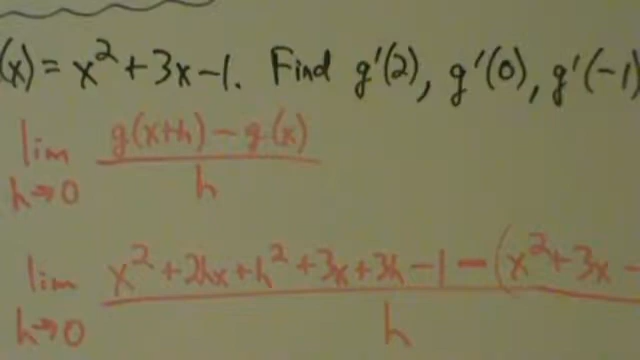 (x) = x² + 3x - 1. Find g'(2), g'(0), g'(-1)
lim h→0 g(x+h) - g(x) / h
lim h→0 x² + 2hx + h² + 3x + 3h - 1 - (x² + 3x - / h